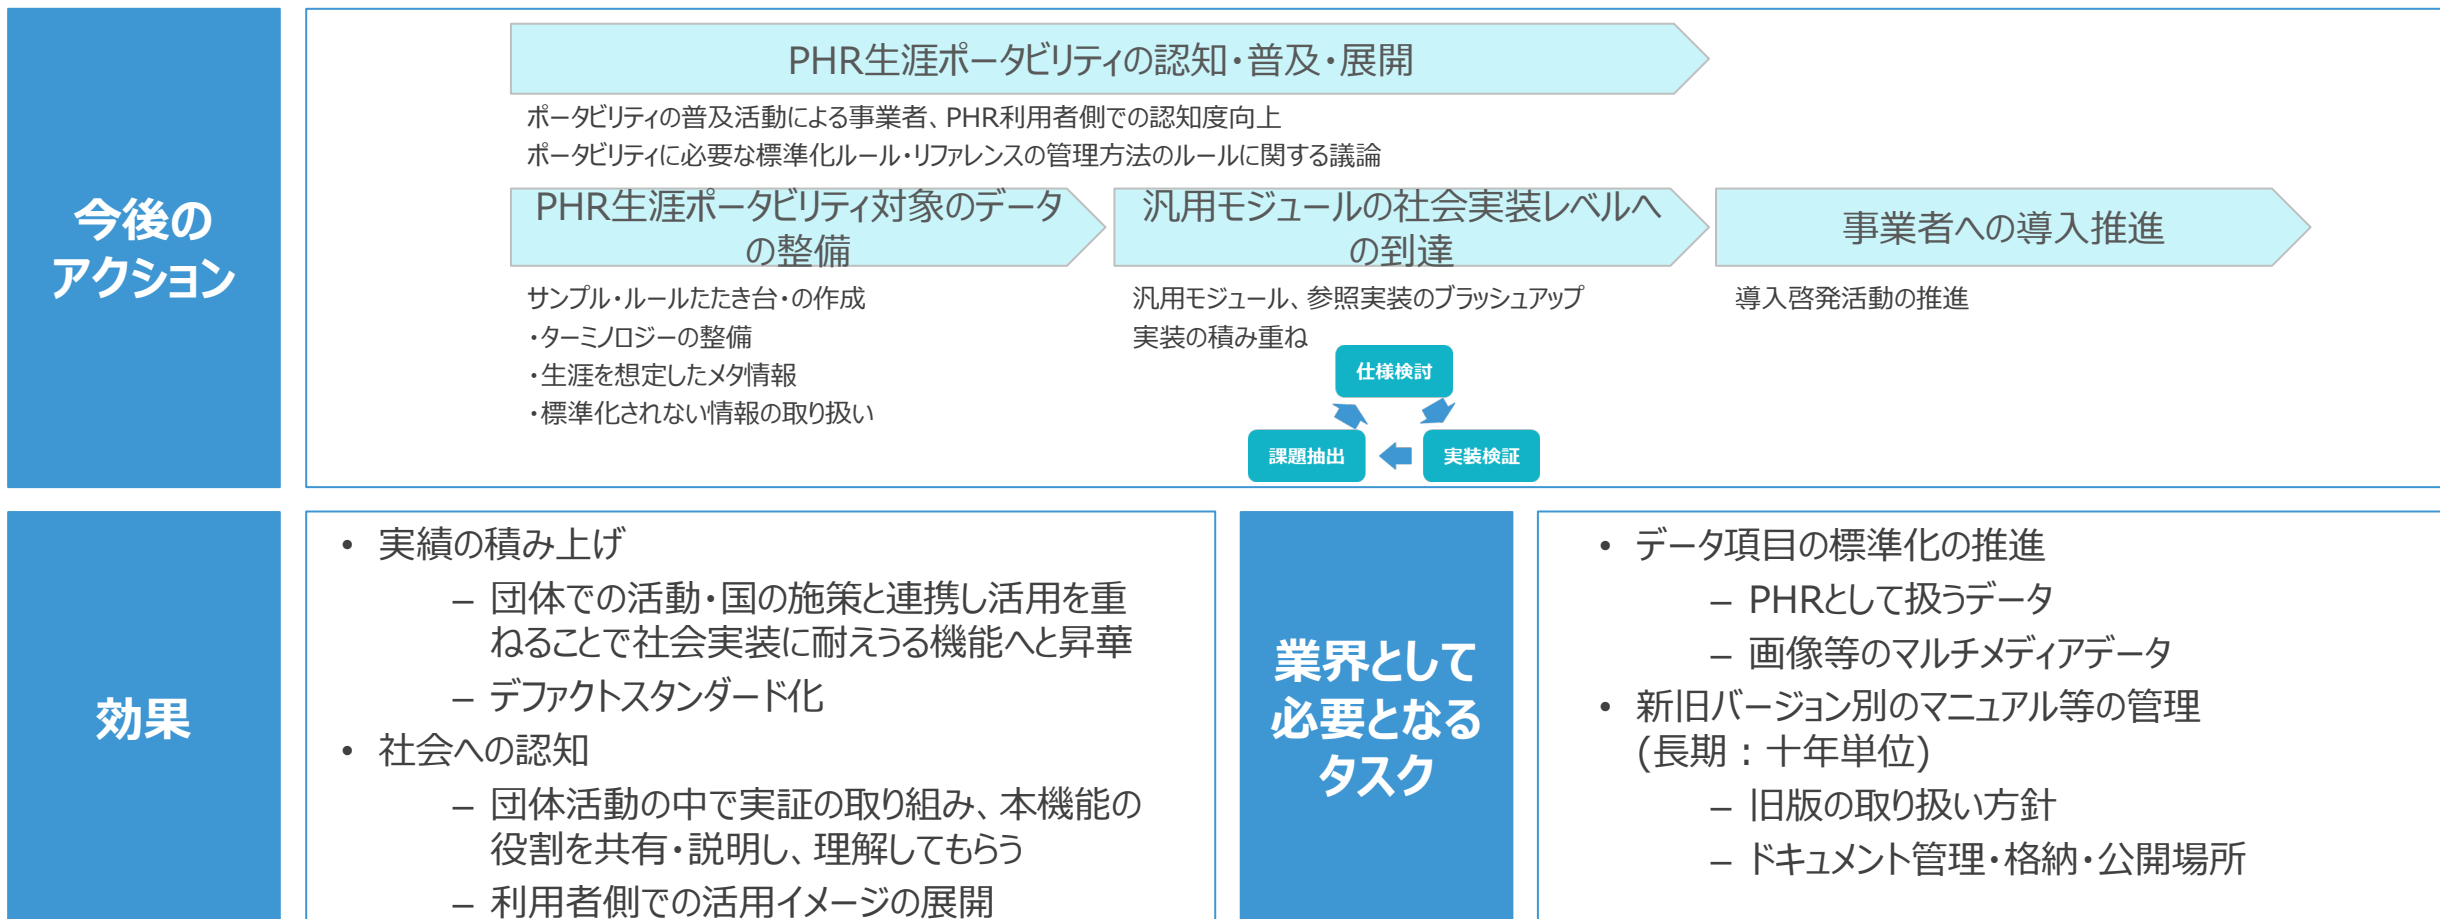 今後の
アクション
PHR生涯ポータビリティの認知・普及・展開
ポータビリティの普及活動による事業者、PHR利用者側での認知度向上
ポータビリティに必要な標準化ルール・リファレンスの管理方法のルールに関する議論
PHR生涯ポータビリティ対象のデータ
の整備
サンプル・ルールたたき台・の作成
・ターミノロジーの整備
・生涯を想定したメタ情報
・標準化されない情報の取り扱い
汎用モジュールの社会実装レベルへ
の到達
汎用モジュール、参照実装のブラッシュアップ
実装の積み重ね
仕様検討
課題抽出
実装検証
事業者への導入推進
導入啓発活動の推進
効果
• 実績の積み上げ
– 団体での活動・国の施策と連携し活用を重
ねることで社会実装に耐えうる機能へと昇華
– デファクトスタンダード化
• 社会への認知
– 団体活動の中で実証の取り組み、本機能の
役割を共有・説明し、理解してもらう
– 利用者側での活用イメージの展開
業界として
必要となる
タスク
• データ項目の標準化の推進
– PHRとして扱うデータ
– 画像等のマルチメディアデータ
• 新旧バージョン別のマニュアル等の管理
(長期：十年単位)
– 旧版の取り扱い方針
– ドキュメント管理・格納・公開場所